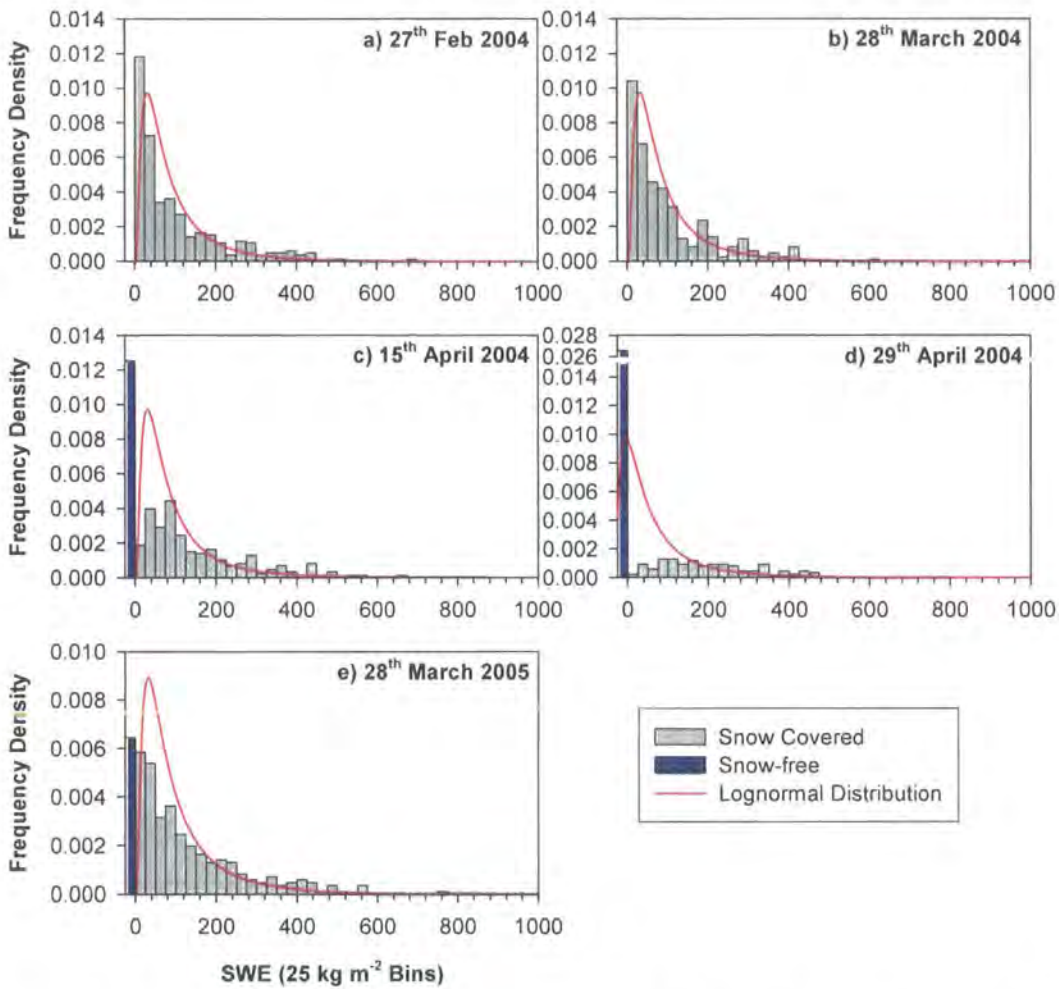 a) 27th Feb 2004
Frequency Density
0.014
0.012
0.010
0.008
0.006
0.004
0.002
0.000
0 200 400 600 800 1000
b) 28th March 2004
0.014
0.012
0.010
0.008
0.006
0.004
0.002
0.000
0 200 400 600 800 1000
c) 15th April 2004
Frequency Density
0.014
0.012
0.010
0.008
0.006
0.004
0.002
0.000
0 200 400 600 800 1000
d) 29th April 2004
0.028
0.026
0.014
0.012
0.010
0.008
0.006
0.004
0.002
0.000
0 200 400 600 800 1000
e) 28th March 2005
Frequency Density
0.010
0.008
0.006
0.004
0.002
0.000
0 200 400 600 800 1000
SWE (25 kg m-2 Bins)
Snow Covered
Snow-free
Lognormal Distribution